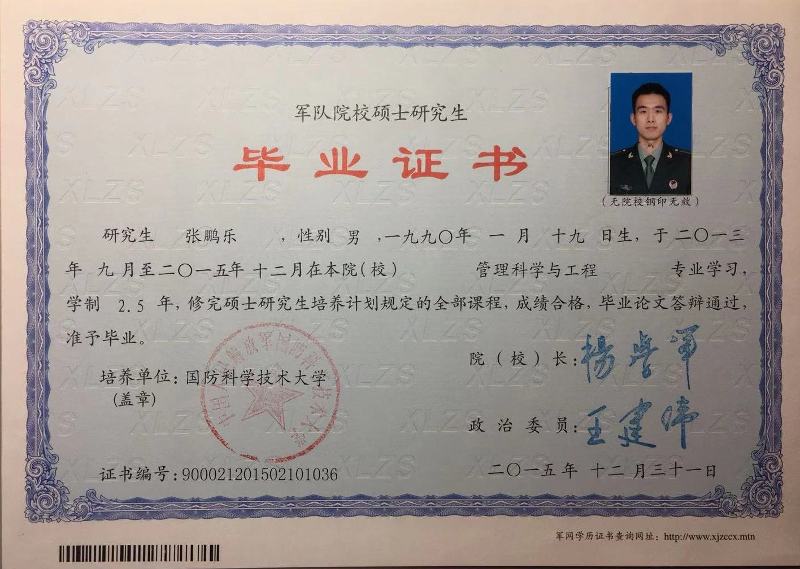 军队院校硕士研究生
毕业证书
(无院校钢印无效)
研究生 张鹏乐 ,性别 男 ,一九九〇年 一 月 十九 日生,于二〇一三
年 九 月至二〇一五年 十二月在本院(校) 管理科学与工程 专业学习,
学制 2.5 年,修完硕士研究生培养计划规定的全部课程,成绩合格,毕业论文答辩通过,
准予毕业。
院(校)长:杨学军
培养单位:国防科学技术大学
(盖章)
政治委员:王建伟
证书编号:900021201502101036
二〇一五年 十二月三十一日
军网学历证书查询网址:http://www.xjzccx.mtn
XLZS